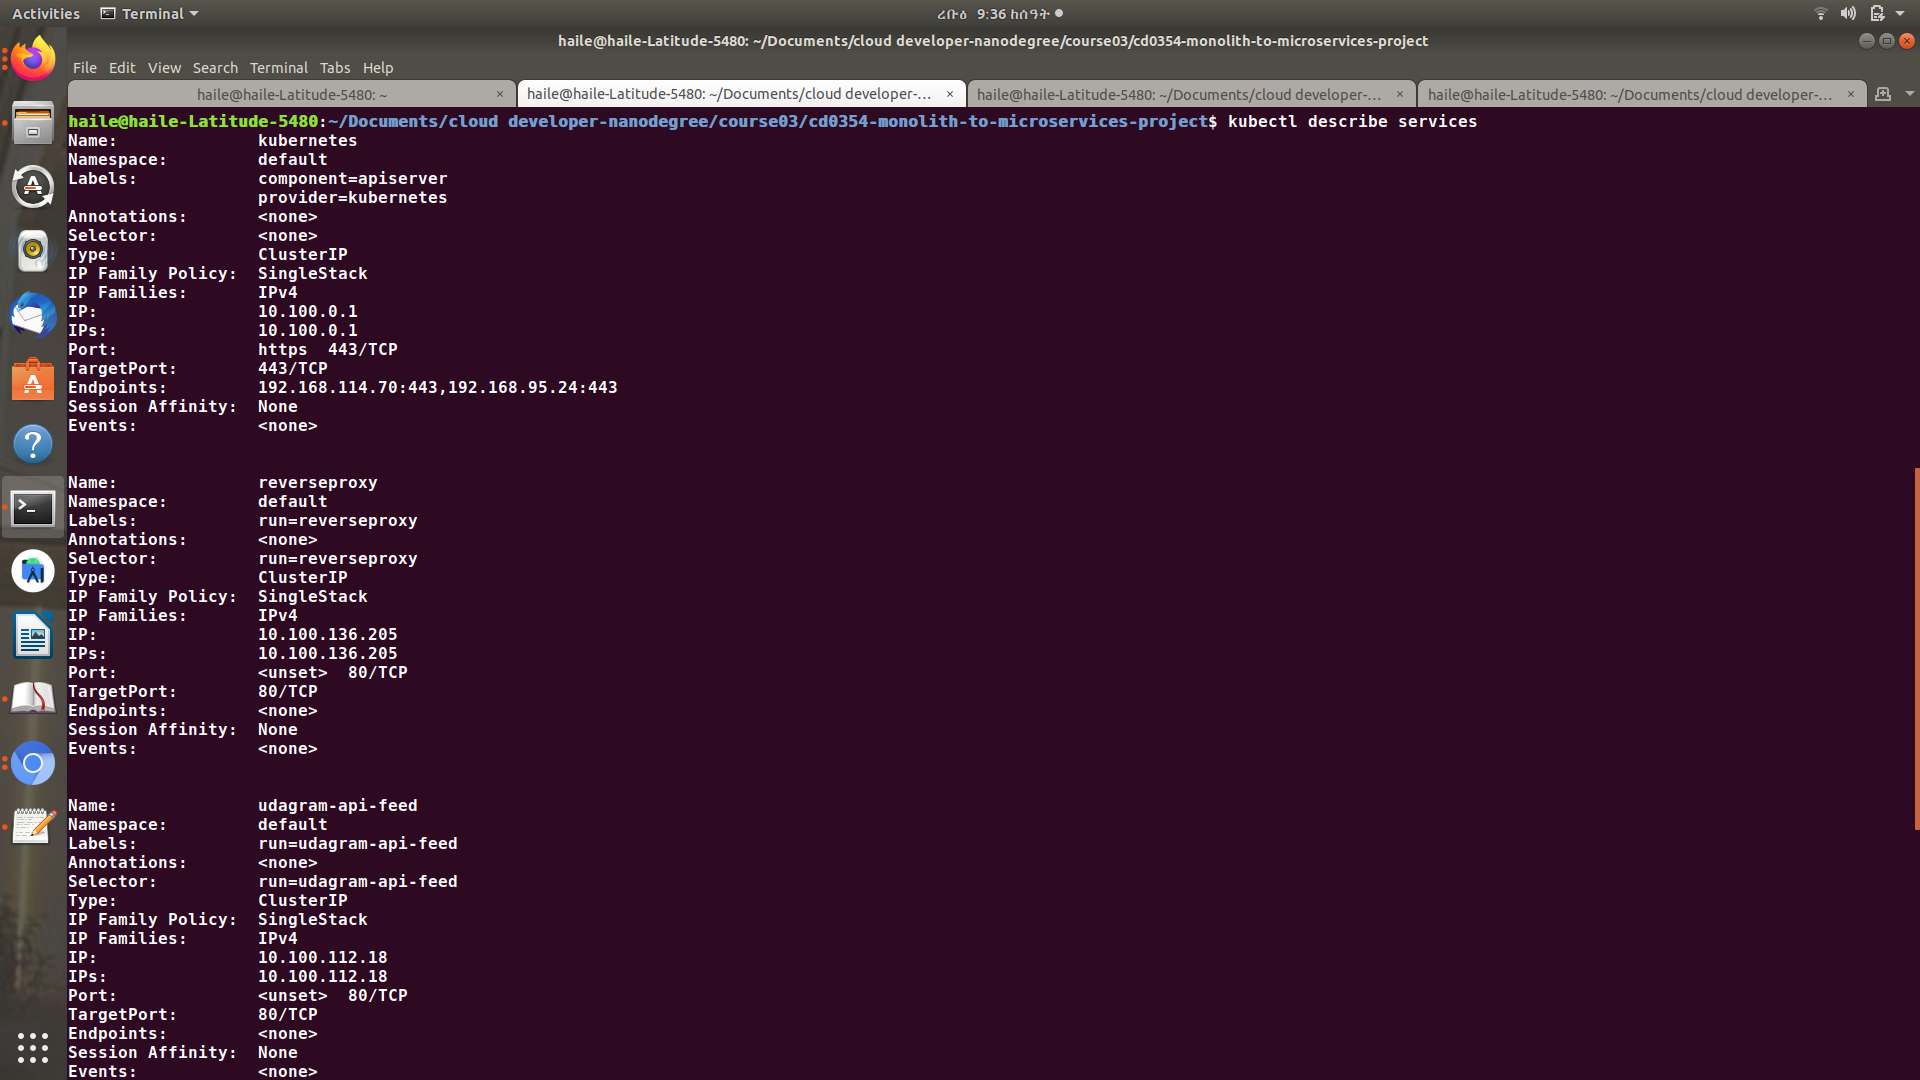 Activities Terminal ረቡዕ 9:36 ከሰዓት
haile@haile-Latitude-5480: ~/Documents/cloud developer-nanodegree/course03/cd0354-monolith-to-microservices-project
File Edit View Search Terminal Tabs Help
haile@haile-Latitude-5480: ~ × haile@haile-Latitude-5480: ~/Documents/cloud developer-... × haile@haile-Latitude-5480: ~/Documents/cloud developer-... × haile@haile-Latitude-5480: ~/Documents/cloud developer-... ×
haile@haile-Latitude-5480:~/Documents/cloud developer-nanodegree/course03/cd0354-monolith-to-microservices-project$ kubectl describe services
Name:              kubernetes
Namespace:         default
Labels:            component=apiserver
                   provider=kubernetes
Annotations:       <none>
Selector:          <none>
Type:              ClusterIP
IP Family Policy:  SingleStack
IP Families:       IPv4
IP:                10.100.0.1
IPs:               10.100.0.1
Port:              https  443/TCP
TargetPort:        443/TCP
Endpoints:         192.168.114.70:443,192.168.95.24:443
Session Affinity:  None
Events:            <none>
Name:              reverseproxy
Namespace:         default
Labels:            run=reverseproxy
Annotations:       <none>
Selector:          run=reverseproxy
Type:              ClusterIP
IP Family Policy:  SingleStack
IP Families:       IPv4
IP:                10.100.136.205
IPs:               10.100.136.205
Port:              <unset>  80/TCP
TargetPort:        80/TCP
Endpoints:         <none>
Session Affinity:  None
Events:            <none>
Name:              udagram-api-feed
Namespace:         default
Labels:            run=udagram-api-feed
Annotations:       <none>
Selector:          run=udagram-api-feed
Type:              ClusterIP
IP Family Policy:  SingleStack
IP Families:       IPv4
IP:                10.100.112.18
IPs:               10.100.112.18
Port:              <unset>  80/TCP
TargetPort:        80/TCP
Endpoints:         <none>
Session Affinity:  None
Events:            <none>